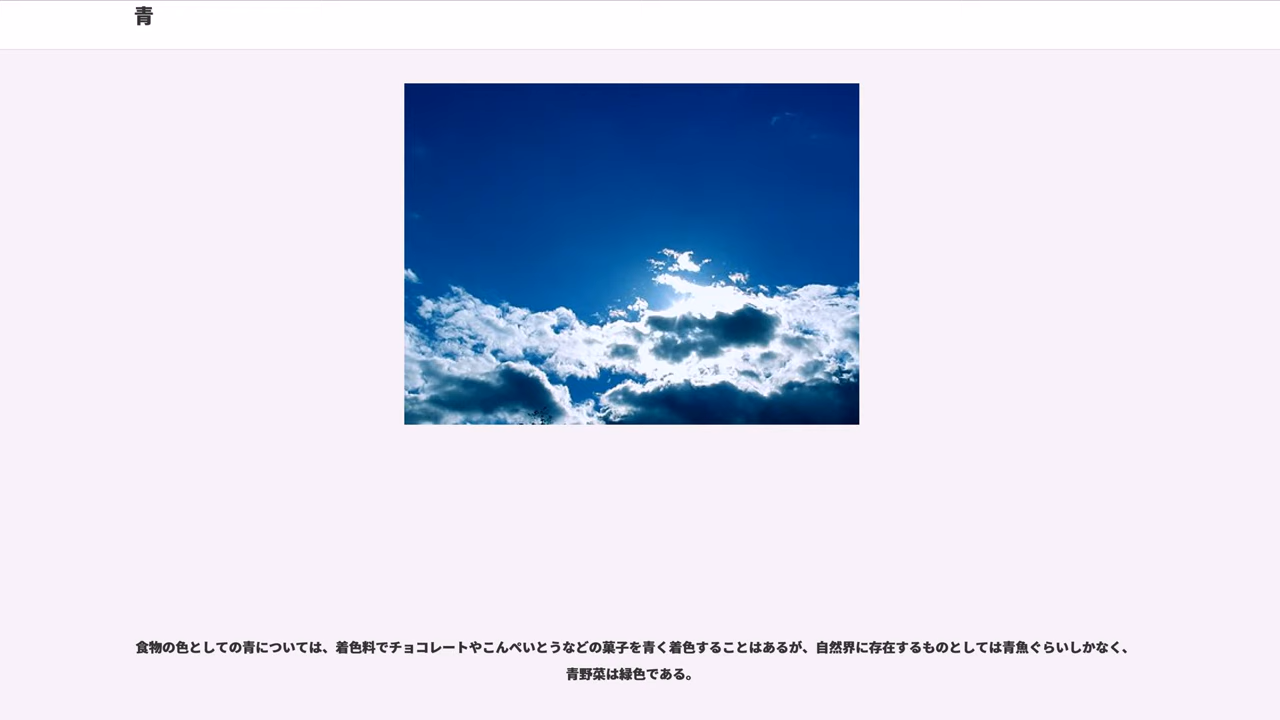 青
食物の色としての青については、着色料でチョコレートやこんぺいとうなどの菓子を青く着色することはあるが、自然界に存在するものとしては青魚ぐらいしかなく、
青野菜は緑色である。